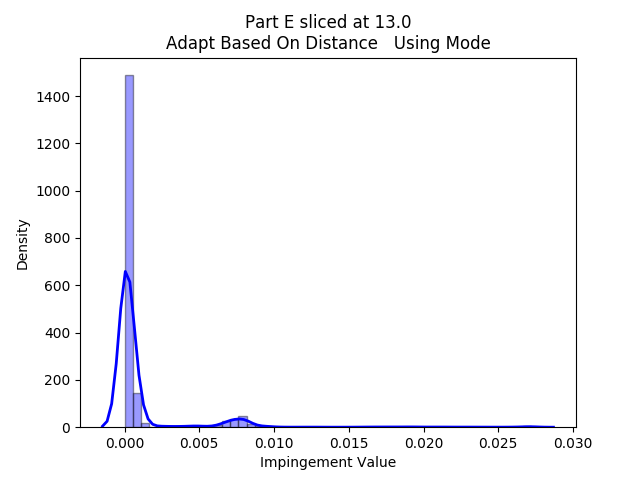 Part E sliced at 13.0
Adapt Based On Distance   Using Mode
1400
1200
1000
800
600
400
200
0
Density
0.000 0.005 0.010 0.015 0.020 0.025 0.030
Impingement Value